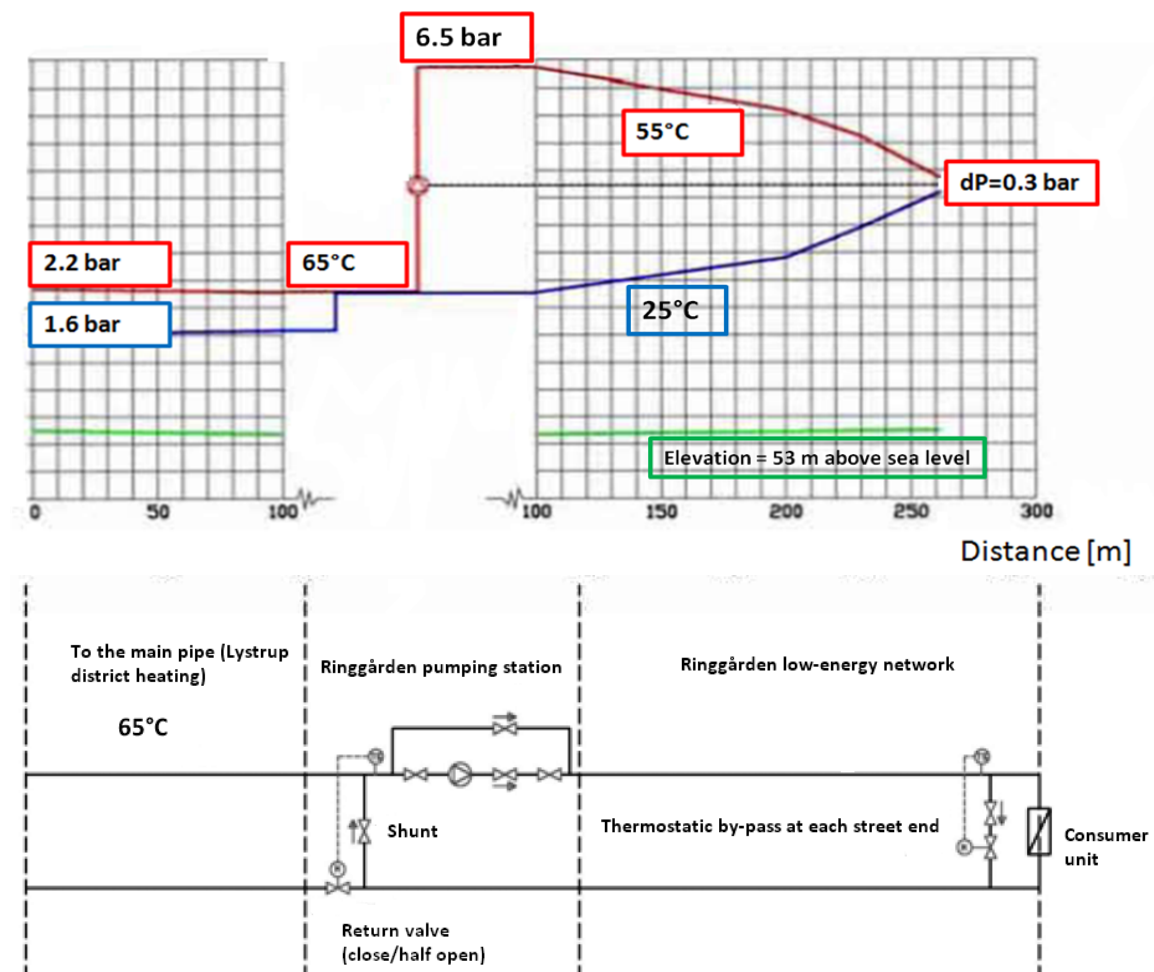 6.5 bar
55°C
dP=0.3 bar
2.2 bar
65°C
1.6 bar
25°C
Elevation = 53 m above sea level
0 50 100 100 150 200 250 300
Distance [m]
To the main pipe (Lystrup
district heating)
65°C
Ringgården pumping station
Ringgården low-energy network
Shunt
Thermostatic by-pass at each street end
Consumer
unit
Return valve
(close/half open)